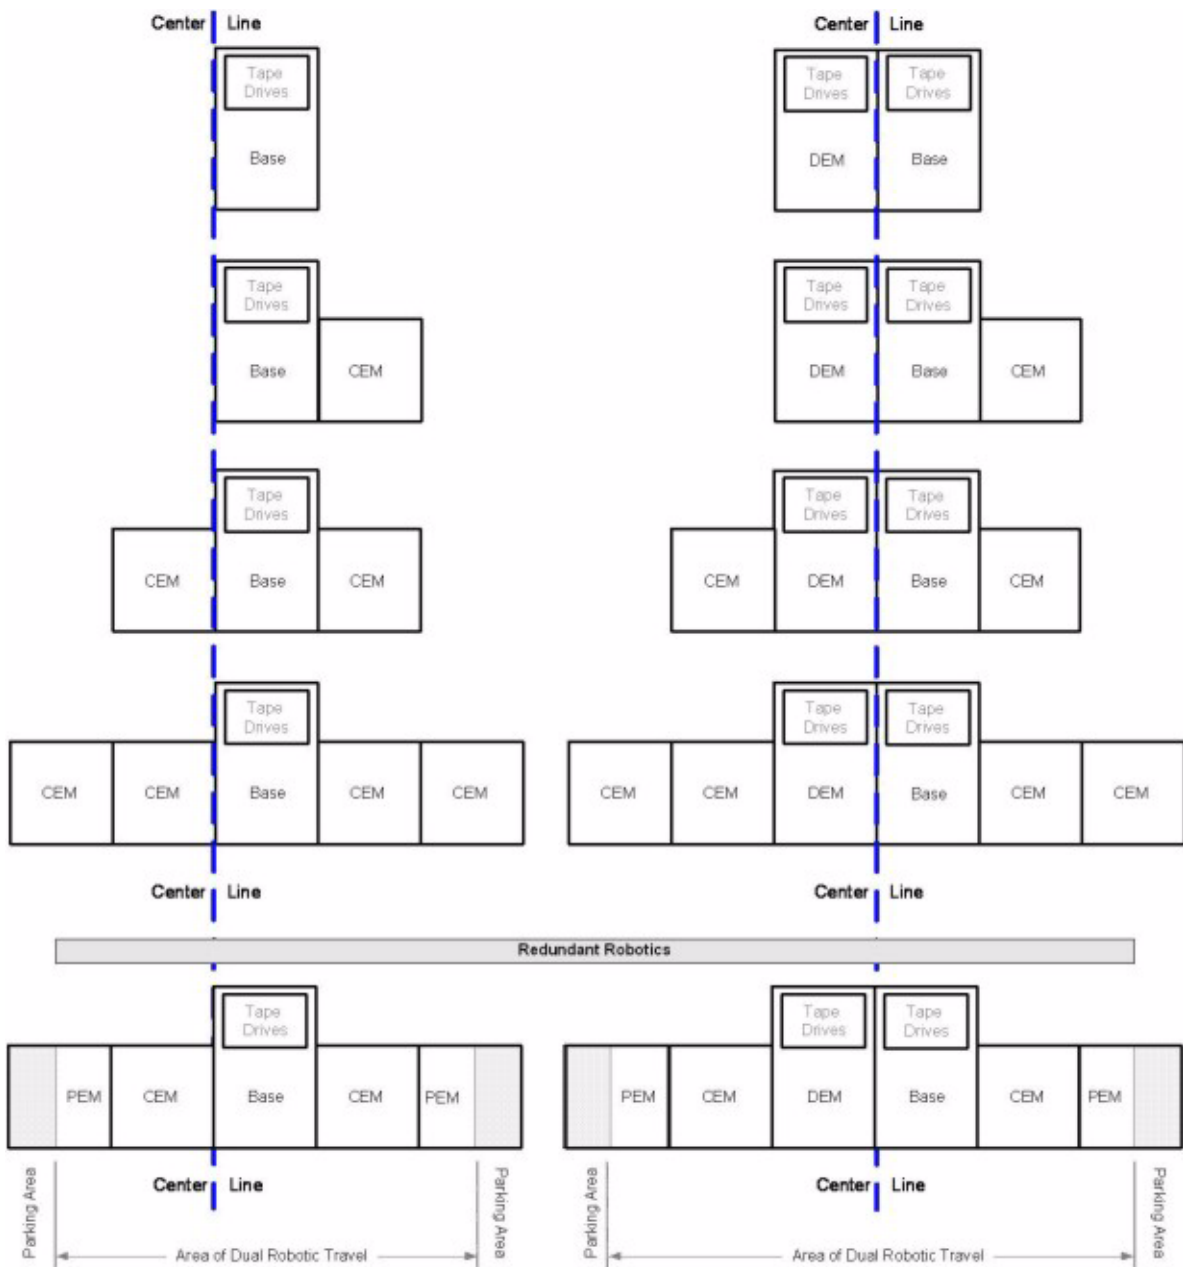 Center Line
Center Line
Tape Drives
Tape Drives
Tape Drives
Base
DEM
Base
Tape Drives
Tape Drives
Tape Drives
Base
CEM
DEM
Base
CEM
Tape Drives
Tape Drives
Tape Drives
CEM
Base
CEM
CEM
DEM
Base
CEM
Tape Drives
Tape Drives
Tape Drives
CEM
CEM
Base
CEM
CEM
CEM
CEM
DEM
Base
CEM
CEM
Center Line
Center Line
Redundant Robotics
Tape Drives
Tape Drives
Tape Drives
PEM
CEM
Base
CEM
PEM
PEM
CEM
DEM
Base
CEM
PEM
Center Line
Center Line
Parking Area
Parking Area
Parking Area
Parking Area
Area of Dual Robotic Travel
Area of Dual Robotic Travel